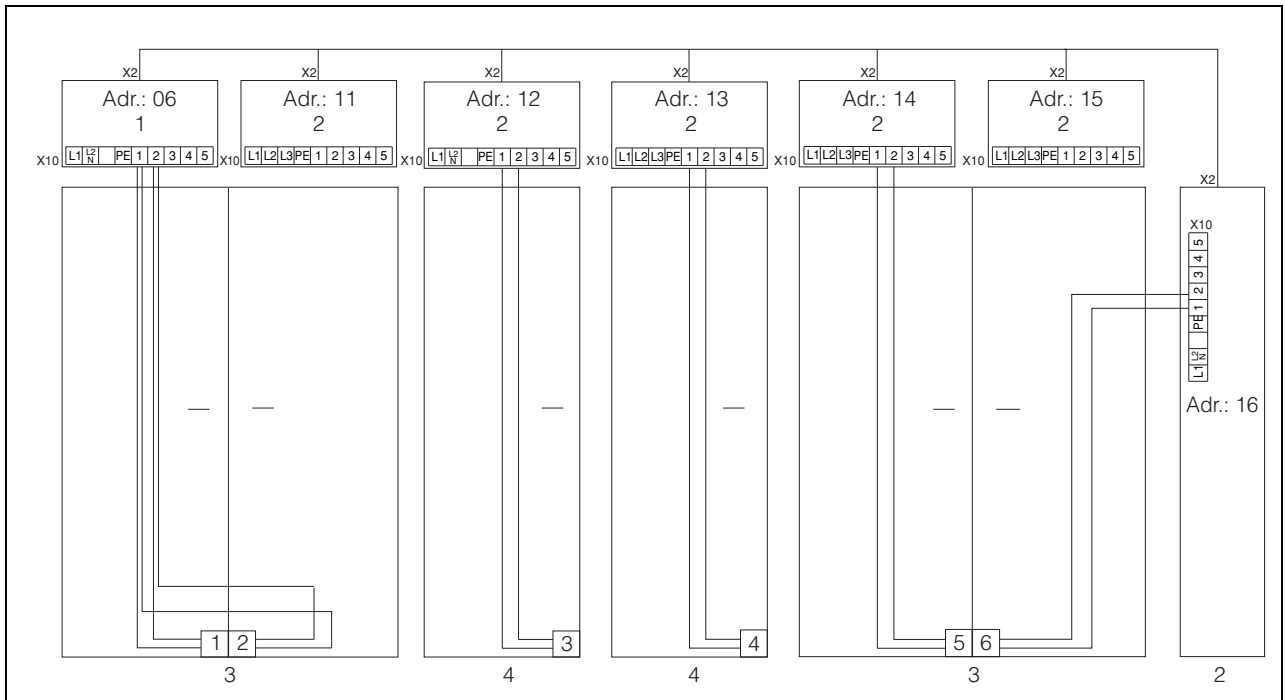 X2 X2 X2 X2 X2 X2
Adr.: 06 Adr.: 11 Adr.: 12 Adr.: 13 Adr.: 14 Adr.: 15
1 2 2 2 2 2
X10 L1 L2 N PE 1 2 3 4 5
X10 L1 L2 L3 PE 1 2 3 4 5
X10 L1 L2 N PE 1 2 3 4 5
X10 L1 L2 L3 PE 1 2 3 4 5
X10 L1 L2 L3 PE 1 2 3 4 5
X10 L1 L2 L3 PE 1 2 3 4 5
X2
X10
L1 L2 N PE 1 2 3 4 5
Adr.: 16
1 2 3 4 5 6
3 4 4 3 2